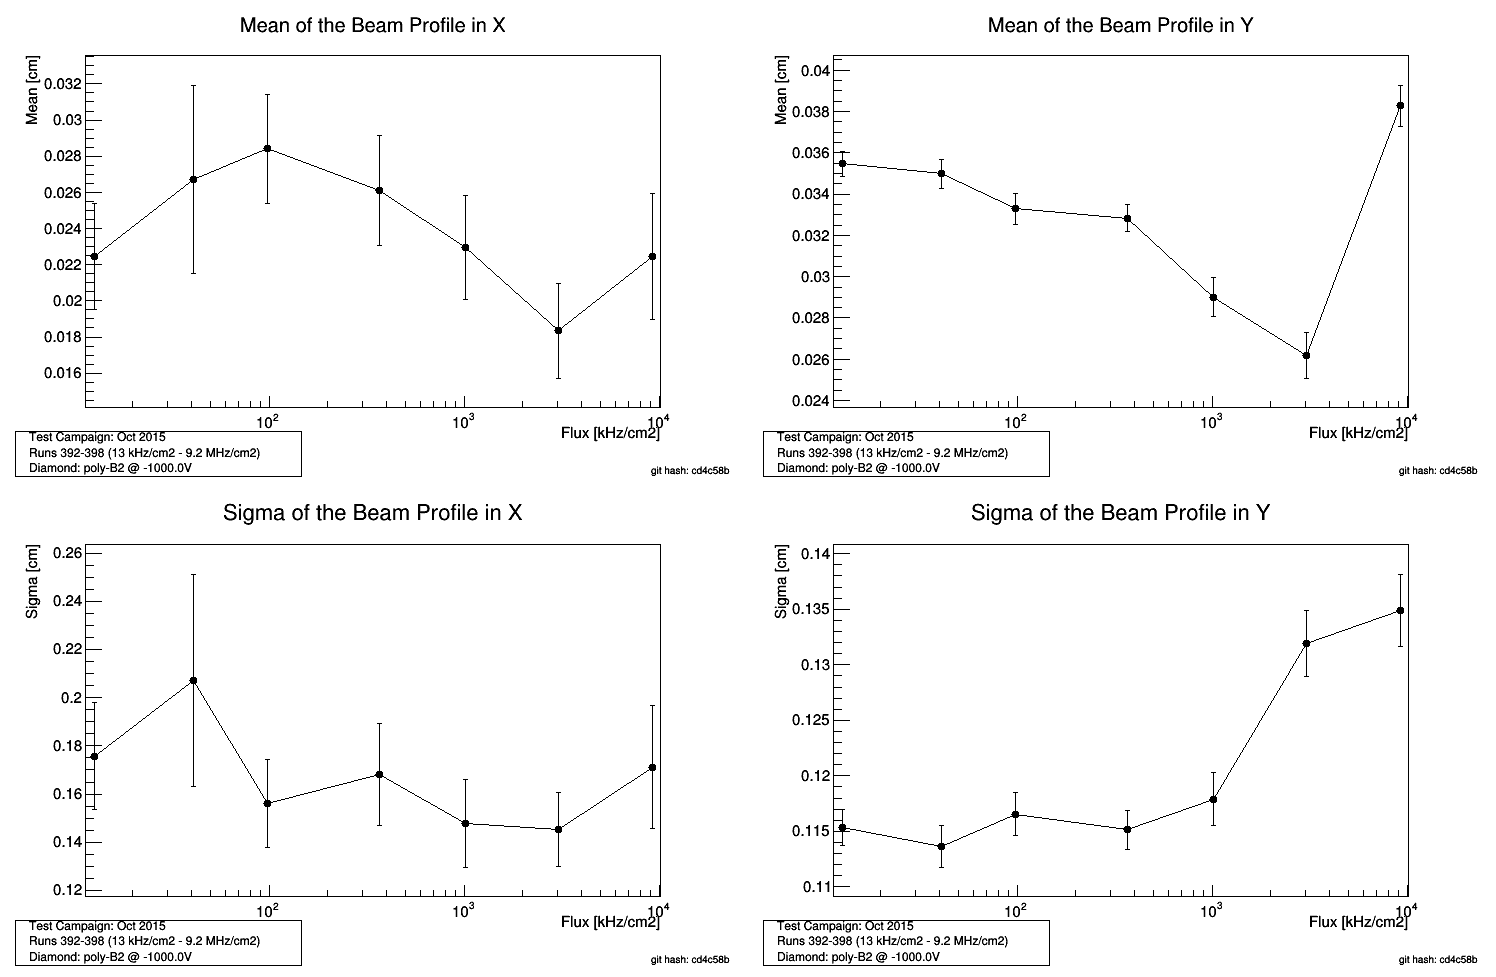 Mean of the Beam Profile in X
Mean [cm]
0.032
0.03
0.028
0.026
0.024
0.022
0.02
0.018
0.016
10²
10³
10⁴
Flux [kHz/cm2]
Test Campaign: Oct 2015
Runs 392-398 (13 kHz/cm2 - 9.2 MHz/cm2)
Diamond: poly-B2 @ -1000.0V
git hash: cd4c58b
Mean of the Beam Profile in Y
Mean [cm]
0.04
0.038
0.036
0.034
0.032
0.03
0.028
0.026
0.024
10²
10³
10⁴
Flux [kHz/cm2]
Test Campaign: Oct 2015
Runs 392-398 (13 kHz/cm2 - 9.2 MHz/cm2)
Diamond: poly-B2 @ -1000.0V
git hash: cd4c58b
Sigma of the Beam Profile in X
Sigma [cm]
0.26
0.24
0.22
0.2
0.18
0.16
0.14
0.12
10²
10³
10⁴
Flux [kHz/cm2]
Test Campaign: Oct 2015
Runs 392-398 (13 kHz/cm2 - 9.2 MHz/cm2)
Diamond: poly-B2 @ -1000.0V
git hash: cd4c58b
Sigma of the Beam Profile in Y
Sigma [cm]
0.14
0.135
0.13
0.125
0.12
0.115
0.11
10²
10³
10⁴
Flux [kHz/cm2]
Test Campaign: Oct 2015
Runs 392-398 (13 kHz/cm2 - 9.2 MHz/cm2)
Diamond: poly-B2 @ -1000.0V
git hash: cd4c58b